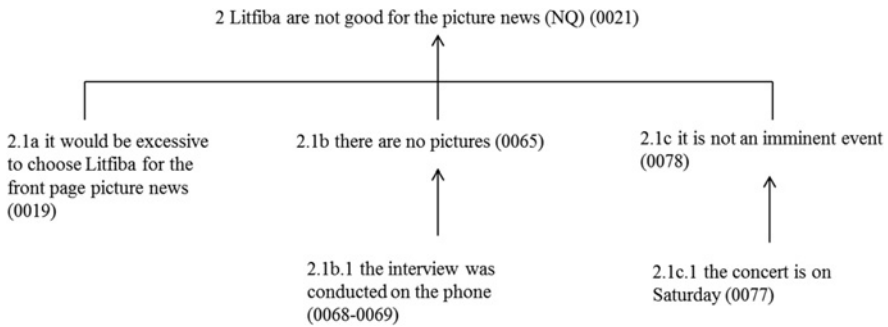 2 Litfiba are not good for the picture news (NQ) (0021)
2.1a it would be excessive
to choose Litfiba for the
front page picture news
(0019)
2.1b there are no pictures (0065)
2.1c it is not an imminent event
(0078)
2.1b.1 the interview was
conducted on the phone
(0068-0069)
2.1c.1 the concert is on
Saturday (0077)